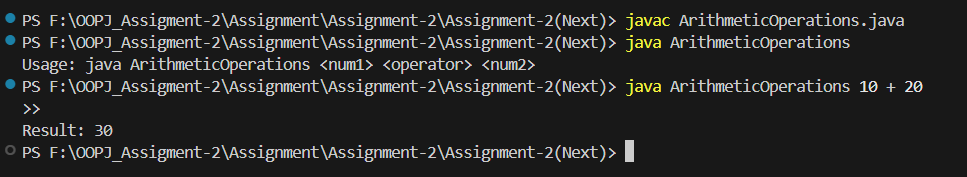 PS F:\OOPJ_Assigment-2\Assignment\Assignment-2\Assignment-2(Next)> javac ArithmeticOperations.java
PS F:\OOPJ_Assigment-2\Assignment\Assignment-2\Assignment-2(Next)> java ArithmeticOperations
Usage: java ArithmeticOperations <num1> <operator> <num2>
PS F:\OOPJ_Assigment-2\Assignment\Assignment-2\Assignment-2(Next)> java ArithmeticOperations 10 + 20
>>
Result: 30
PS F:\OOPJ_Assigment-2\Assignment\Assignment-2\Assignment-2(Next)>